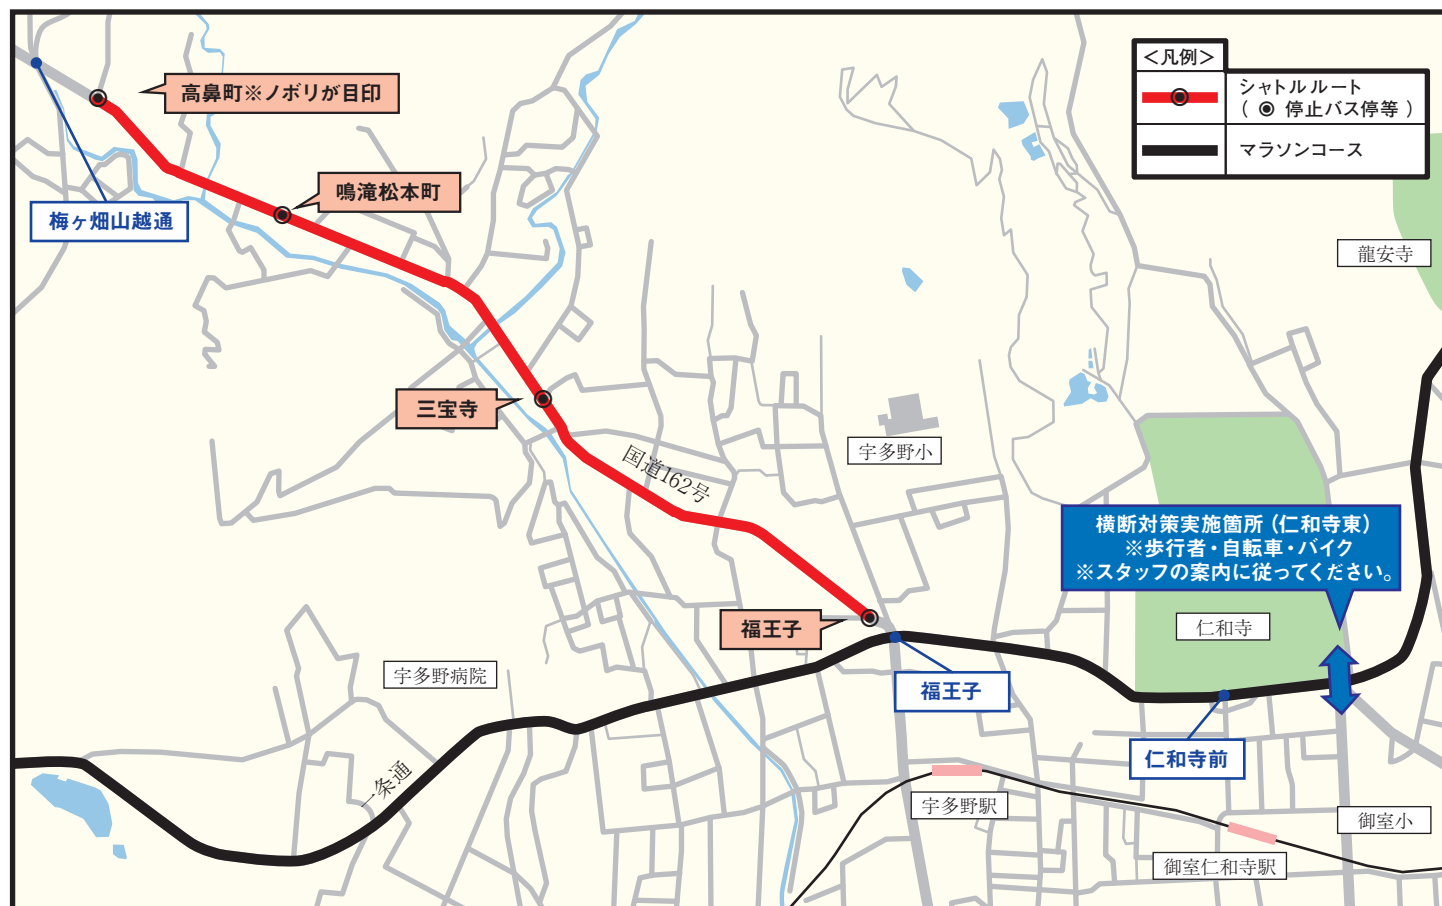 <凡例>
シャトルルート
( ◉ 停止バス停等 )
マラソンコース
高鼻町※ノボリが目印
鳴滝松本町
梅ヶ畑山越通
龍安寺
三宝寺
国道162号
宇多野小
横断対策実施箇所(仁和寺東)
※歩行者・自転車・バイク
※スタッフの案内に従ってください。
福王子
仁和寺
宇多野病院
福王子
仁和寺前
一条通
宇多野駅
御室小
御室仁和寺駅